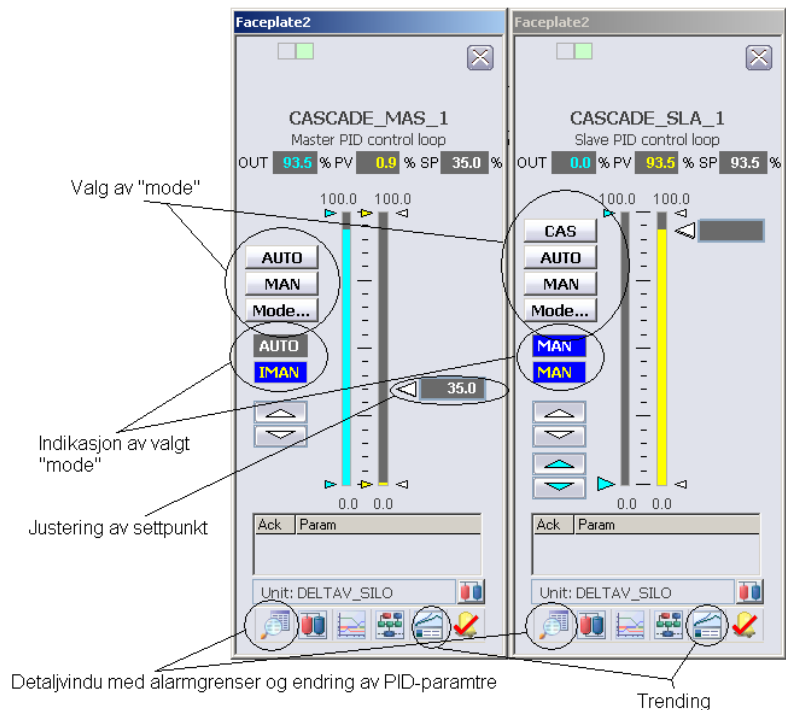 Faceplate2
CASCADE_MAS_1
Master PID control loop
OUT 93.5 % PV 0.9 % SP 35.0 %
100.0 100.0
AUTO
MAN
Mode...
AUTO
IMAN
35.0
0.0 0.0
Ack Param
Unit: DELTAV_SILO
Faceplate2
CASCADE_SLA_1
Slave PID control loop
OUT 0.0 % PV 93.5 % SP 93.5 %
100.0 100.0
CAS
AUTO
MAN
Mode...
MAN
MAN
0.0 0.0
Ack Param
Unit: DELTAV_SILO
Valg av "mode"
Indikasjon av valgt
"mode"
Justering av settpunkt
Detaljvindu med alarmgrenser og endring av PID-paramtre
Trending